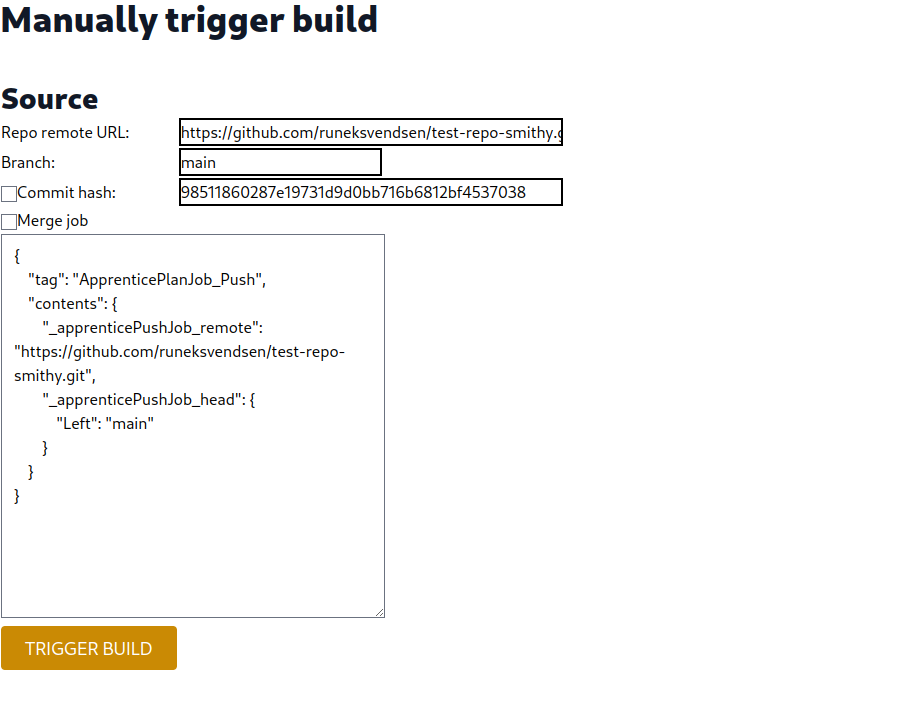 Manually trigger build
Source
Repo remote URL: https://github.com/runeksvendsen/test-repo-smithy.g
Branch: main
Commit hash: 98511860287e19731d9d0bb716b6812bf4537038
Merge job
{
"tag": "ApprenticePlanJob_Push",
"contents": {
"_apprenticePushJob_remote":
"https://github.com/runeksvendsen/test-repo-
smithy.git",
"_apprenticePushJob_head": {
"Left": "main"
}
}
}
TRIGGER BUILD